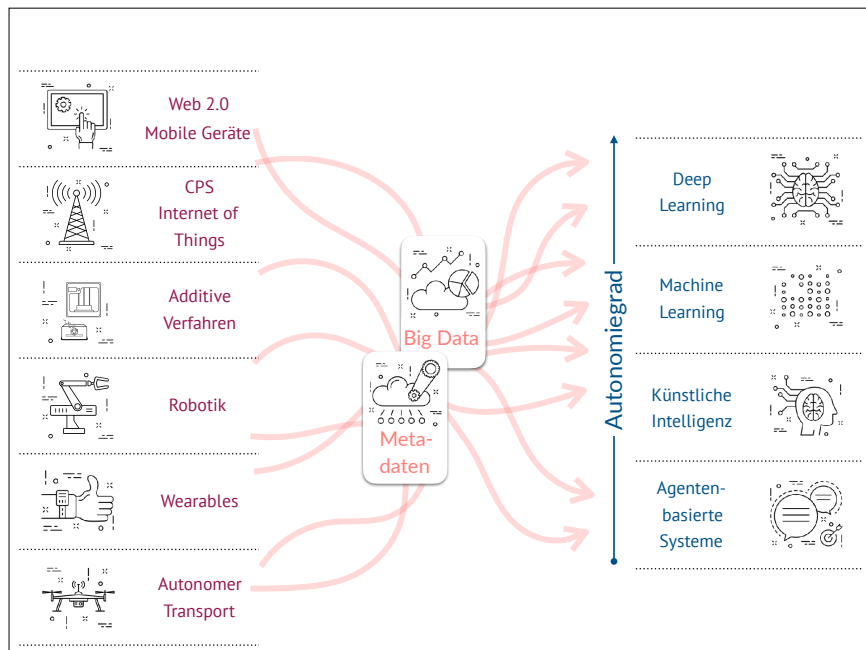 Web 2.0
Mobile Geräte
CPS
Internet of
Things
Additive
Verfahren
Robotik
Wearables
Autonomer
Transport
Big Data
Meta-
daten
Autonomiegrad
Deep
Learning
Machine
Learning
Künstliche
Intelligenz
Agenten-
basierte
Systeme